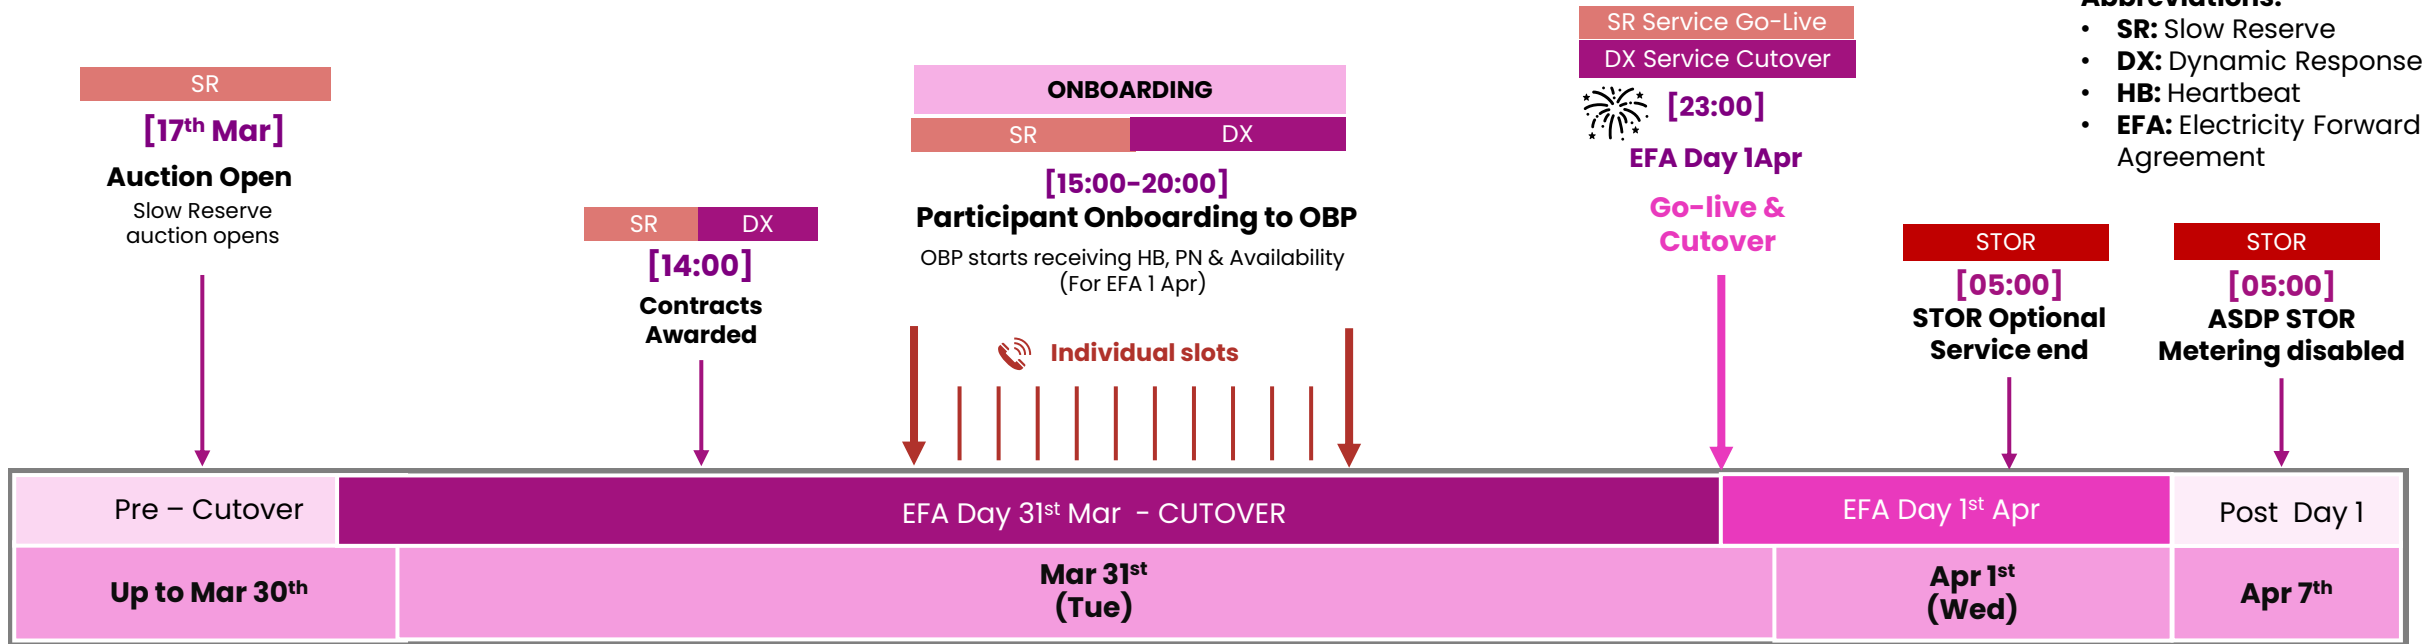 SR
[17th Mar]
Auction Open
Slow Reserve
auction opens
SR DX
[14:00]
Contracts
Awarded
ONBOARDING
SR DX
[15:00-20:00]
Participant Onboarding to OBP
OBP starts receiving HB, PN & Availability
(For EFA 1 Apr)
Individual slots
SR Service Go-Live
DX Service Cutover
[23:00]
EFA Day 1Apr
Go-live &
Cutover
Abbreviations:
• SR: Slow Reserve
• DX: Dynamic Response
• HB: Heartbeat
• EFA: Electricity Forward
Agreement
STOR
[05:00]
STOR Optional
Service end
STOR
[05:00]
ASDP STOR
Metering disabled
Pre – Cutover
EFA Day 31st Mar - CUTOVER
EFA Day 1st Apr
Post Day 1
Up to Mar 30th
Mar 31st
(Tue)
Apr 1st
(Wed)
Apr 7th